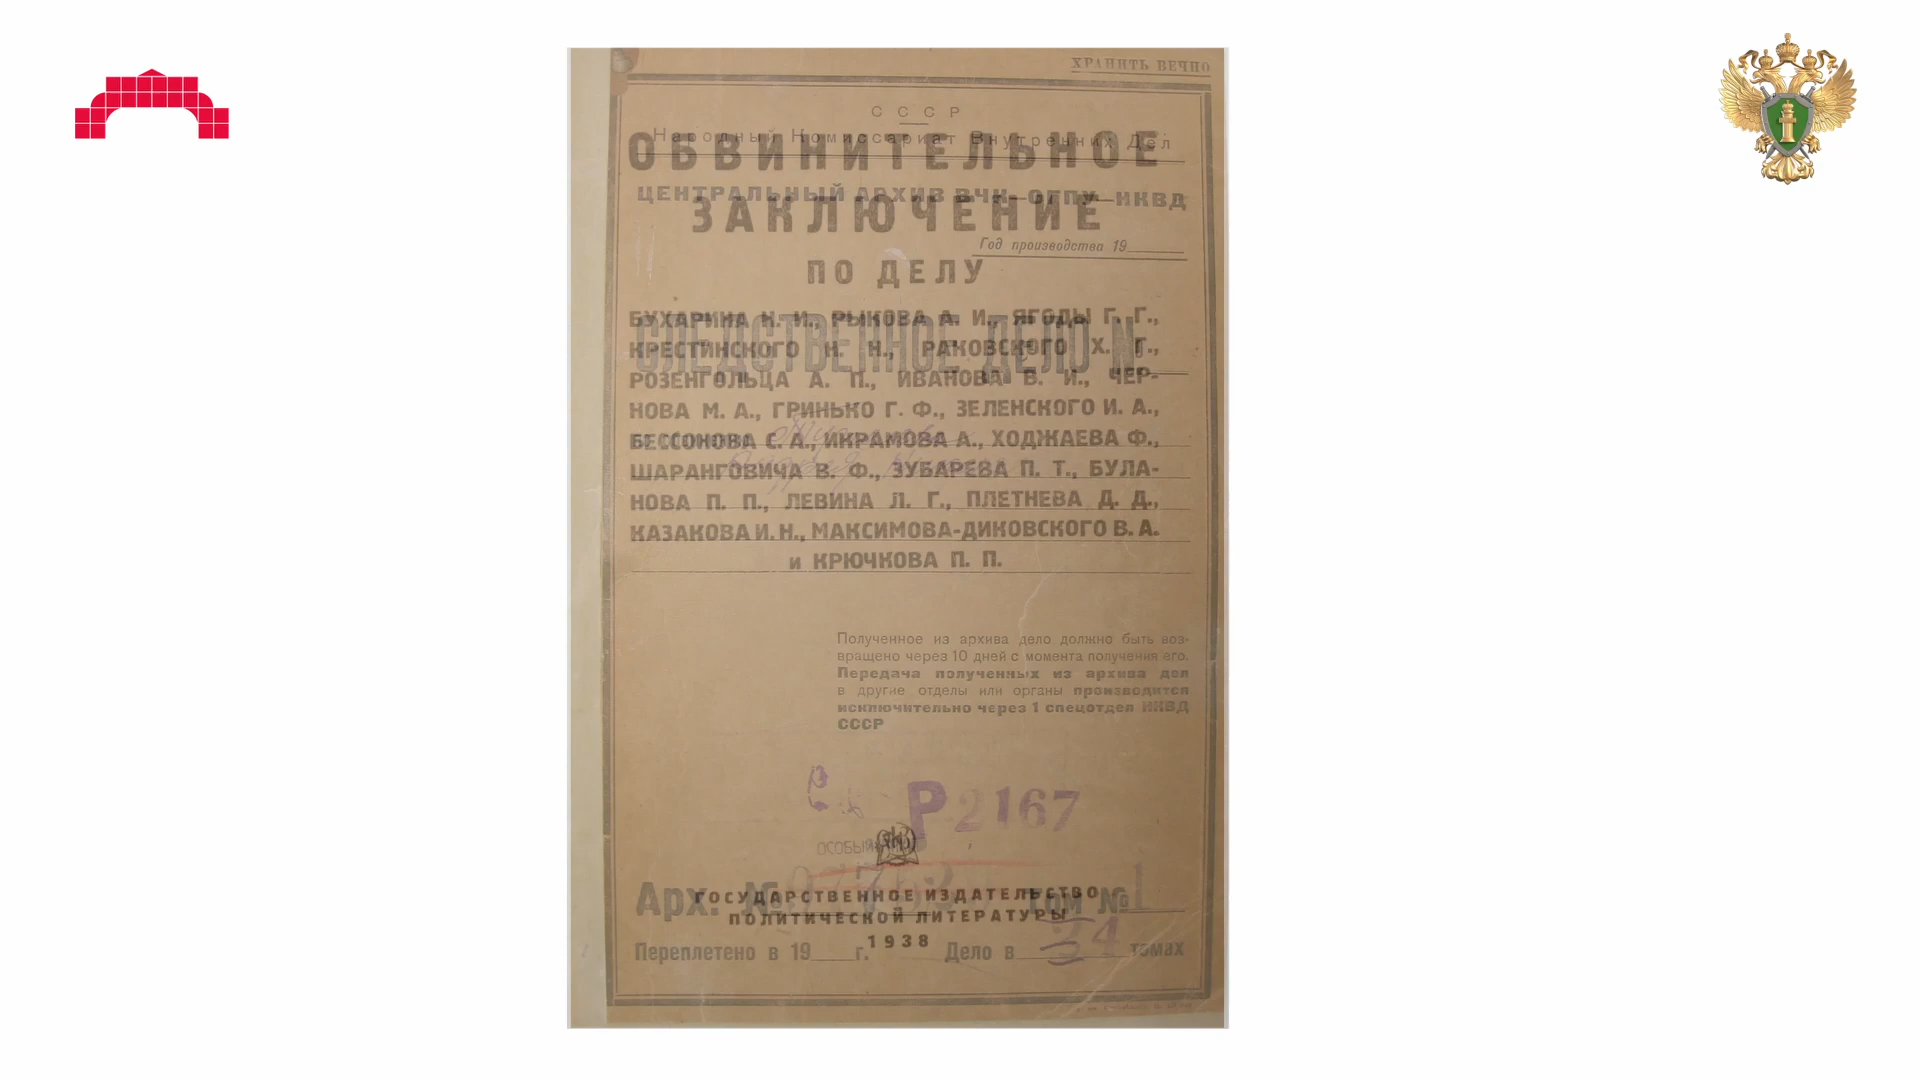 ХРАНИТЬ ВЕЧНО
СССР
Народный Комиссариат Внутренних Дел
ОБВИНИТЕЛЬНОЕ
ЦЕНТРАЛЬНЫЙ АРХИВ ВЧК—ОГПУ—НКВД
ЗАКЛЮЧЕНИЕ
Год производства 19
ПО ДЕЛУ
БУХАРИНА Н. И., РЫКОВА А. И., ЯГОДЫ Г. Г.,
СЛЕДСТВЕННОЕ ДЕЛО №
КРЕСТИНСКОГО Н. Н., РАКОВСКОГО Х. Г.,
РОЗЕНГОЛЬЦА А. П., ИВАНОВА В. И., ЧЕР-
НОВА М. А., ГРИНЬКО Г. Ф., ЗЕЛЕНСКОГО И. А.,
БЕССОНОВА С. А., ИКРАМОВА А., ХОДЖАЕВА Ф.,
ШАРАНГОВИЧА В. Ф., ЗУБАРЕВА П. Т., БУЛА-
НОВА П. П., ЛЕВИНА Л. Г., ПЛЕТНЕВА Д. Д.,
КАЗАКОВА И. Н., МАКСИМОВА-ДИКОВСКОГО В. А.
и КРЮЧКОВА П. П.
Полученное из архива дело должно быть воз-
вращено через 10 дней с момента получения его.
Передача полученных из архива дел
в другие отделы или органы производится
исключительно через 1 спецотдел НКВД
СССР
Р 2167
ОСОБЫЙ
Арх. № Том № 1
ГОСУДАРСТВЕННОЕ ИЗДАТЕЛЬСТВО
ПОЛИТИЧЕСКОЙ ЛИТЕРАТУРЫ
1938
Переплетено в 19 г. Дело в томах